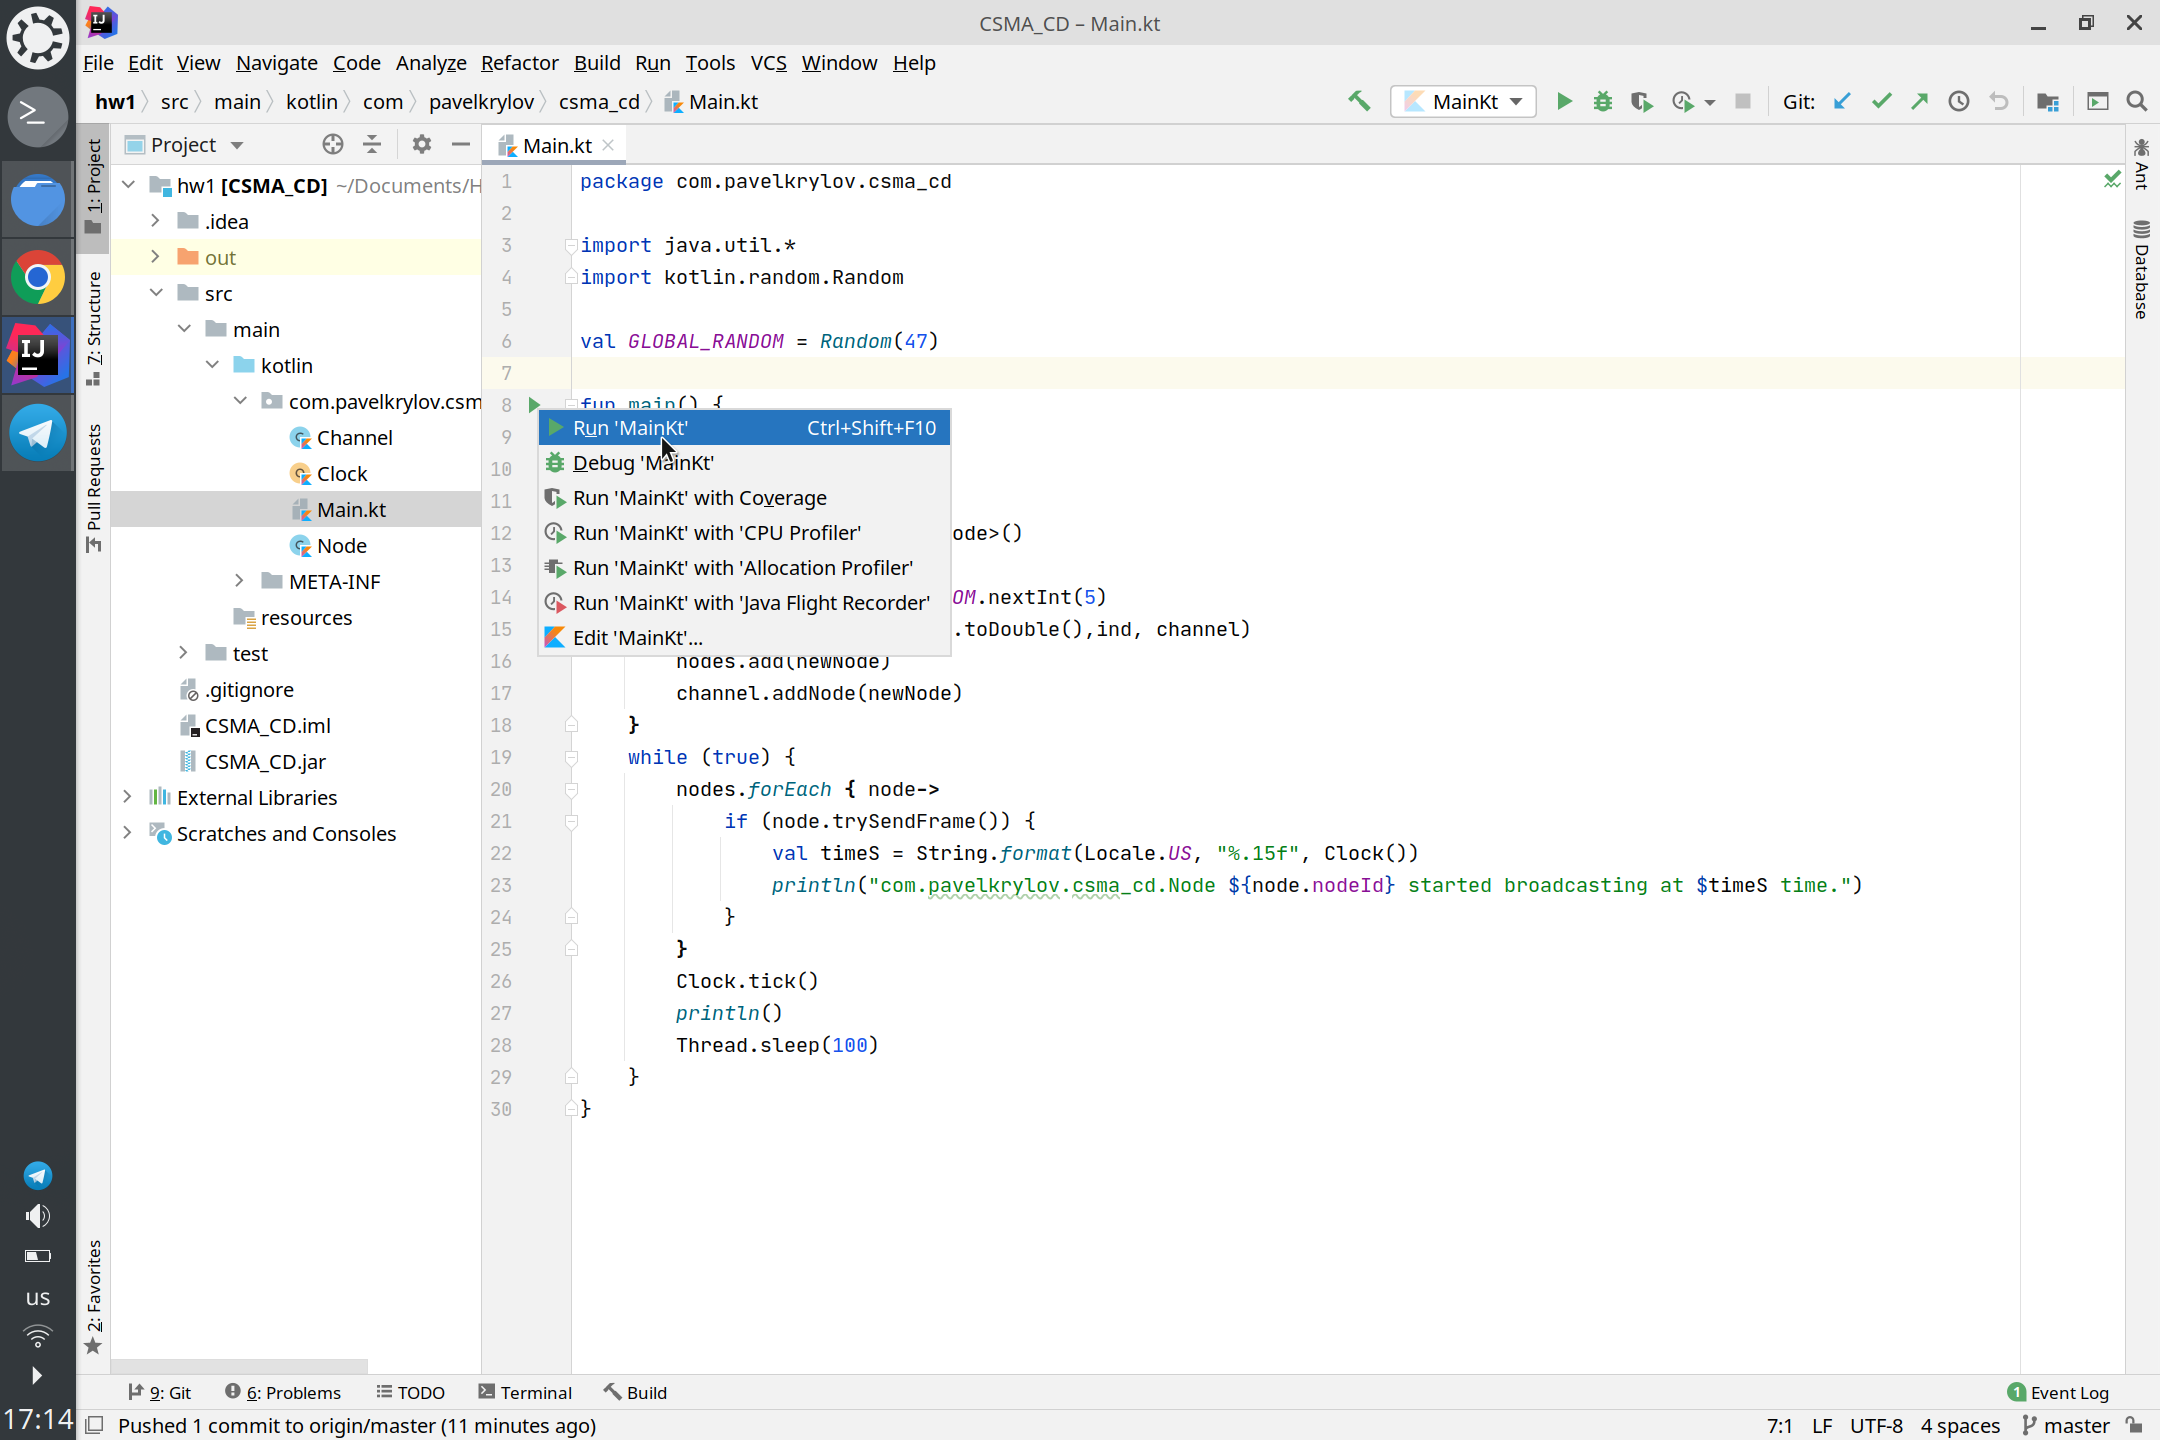 CSMA_CD – Main.kt
File Edit View Navigate Code Analyze Refactor Build Run Tools VCS Window Help
hw1 src main kotlin com pavelkrylov csma_cd Main.kt
MainKt
Git:
1: Project
7: Structure
Pull Requests
2: Favorites
Project
hw1 [CSMA_CD] ~/Documents/H
.idea
out
src
main
kotlin
com.pavelkrylov.csm
Channel
Clock
Main.kt
Node
META-INF
resources
test
.gitignore
CSMA_CD.iml
CSMA_CD.jar
External Libraries
Scratches and Consoles
Main.kt
1 package com.pavelkrylov.csma_cd
2
3 import java.util.*
4 import kotlin.random.Random
5
6 val GLOBAL_RANDOM = Random(47)
7
8 fun main() {
9
10
11
12 ode>()
13
14 OM.nextInt(5)
15 .toDouble(),ind, channel)
16 nodes.add(newNode)
17 channel.addNode(newNode)
18 }
19 while (true) {
20 nodes.forEach { node->
21 if (node.trySendFrame()) {
22 val timeS = String.format(Locale.US, "%.15f", Clock())
23 println("com.pavelkrylov.csma_cd.Node ${node.nodeId} started broadcasting at $timeS time.")
24 }
25 }
26 Clock.tick()
27 println()
28 Thread.sleep(100)
29 }
30 }
Run 'MainKt' Ctrl+Shift+F10
Debug 'MainKt'
Run 'MainKt' with Coverage
Run 'MainKt' with 'CPU Profiler'
Run 'MainKt' with 'Allocation Profiler'
Run 'MainKt' with 'Java Flight Recorder'
Edit 'MainKt'...
Ant
Database
9: Git 6: Problems TODO Terminal Build
1 Event Log
Pushed 1 commit to origin/master (11 minutes ago)
7:1 LF UTF-8 4 spaces master
IJ
IJ
us
17:14